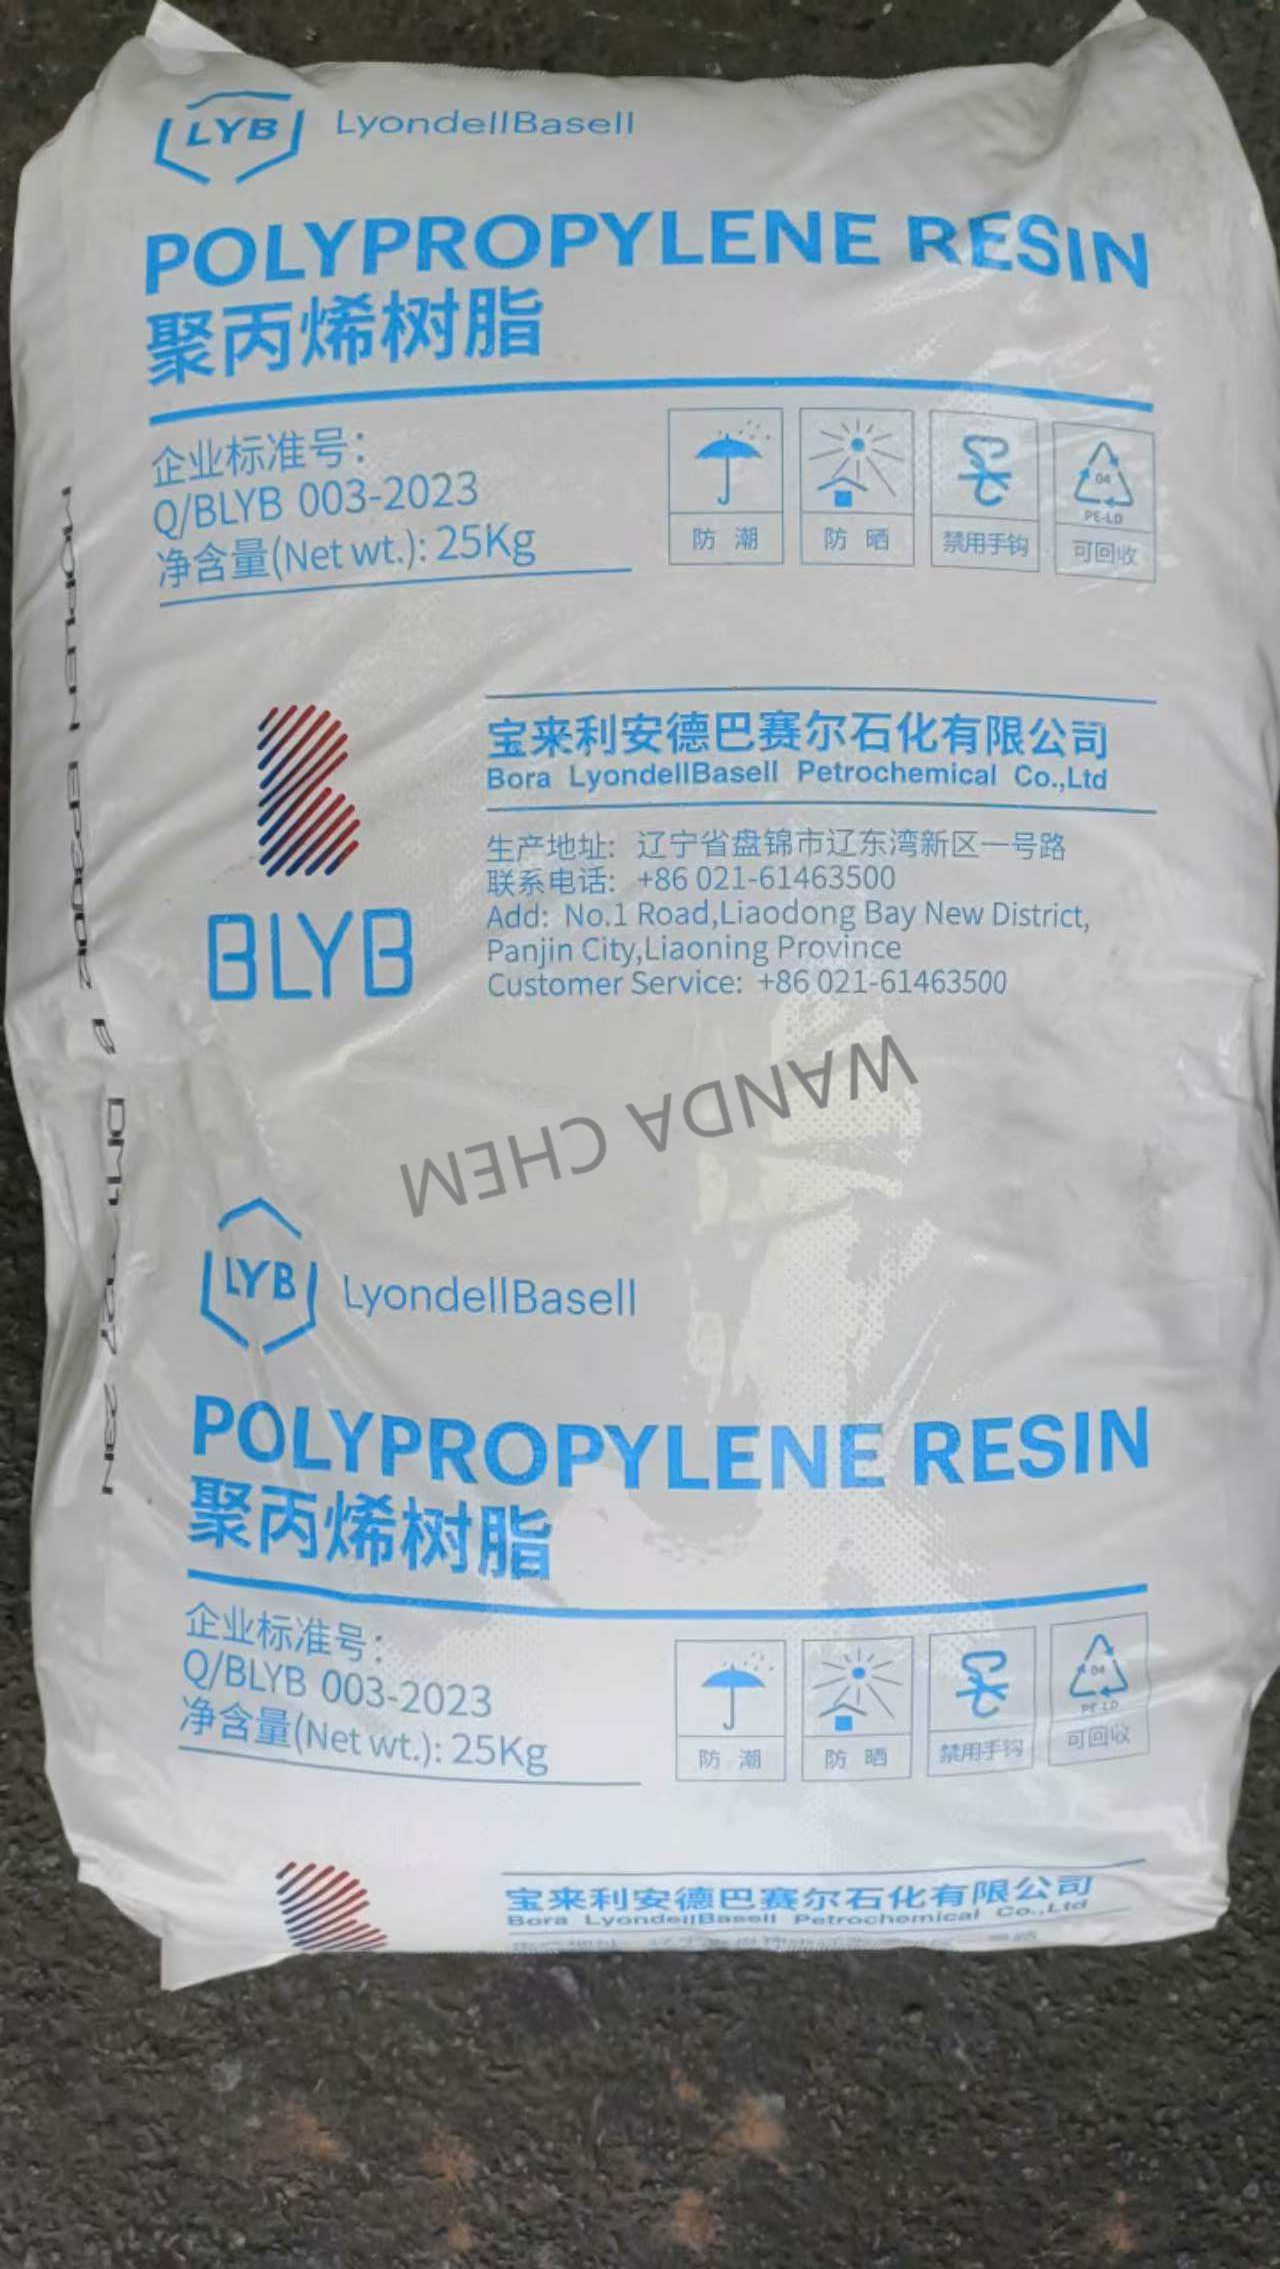 LYB LyondellBasell
POLYPROPYLENE RESIN
聚丙烯树脂
企业标准号：
Q/BLYB 003-2023
净含量(Net wt.): 25Kg
防 潮
防 晒
禁用手钩
04
PE-LD
可回收
宝来利安德巴赛尔石化有限公司
Bora LyondellBasell Petrochemical Co.,Ltd
BLYB
生产地址： 辽宁省盘锦市辽东湾新区一号路
联系电话： +86 021-61463500
Add: No.1 Road,Liaodong Bay New District,
Panjin City,Liaoning Province
Customer Service: +86 021-61463500
WANDA CHEM
LYB LyondellBasell
POLYPROPYLENE RESIN
聚丙烯树脂
企业标准号：
Q/BLYB 003-2023
净含量(Net wt.): 25Kg
防 潮
防 晒
禁用手钩
04
PE-LD
可回收
宝来利安德巴赛尔石化有限公司
Bora LyondellBasell Petrochemical Co.,Ltd
MOPLEN